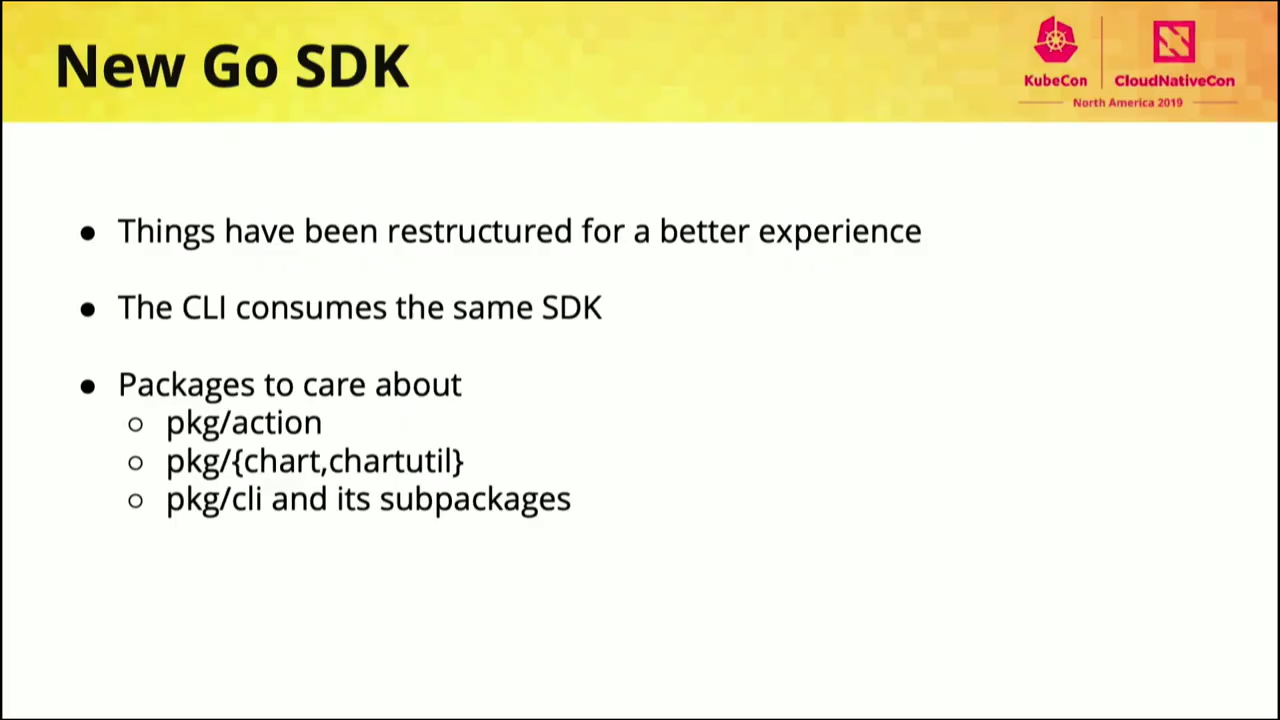 New Go SDK
KubeCon
CloudNativeCon
North America 2019
● Things have been restructured for a better experience
● The CLI consumes the same SDK
● Packages to care about
○ pkg/action
○ pkg/{chart,chartutil}
○ pkg/cli and its subpackages